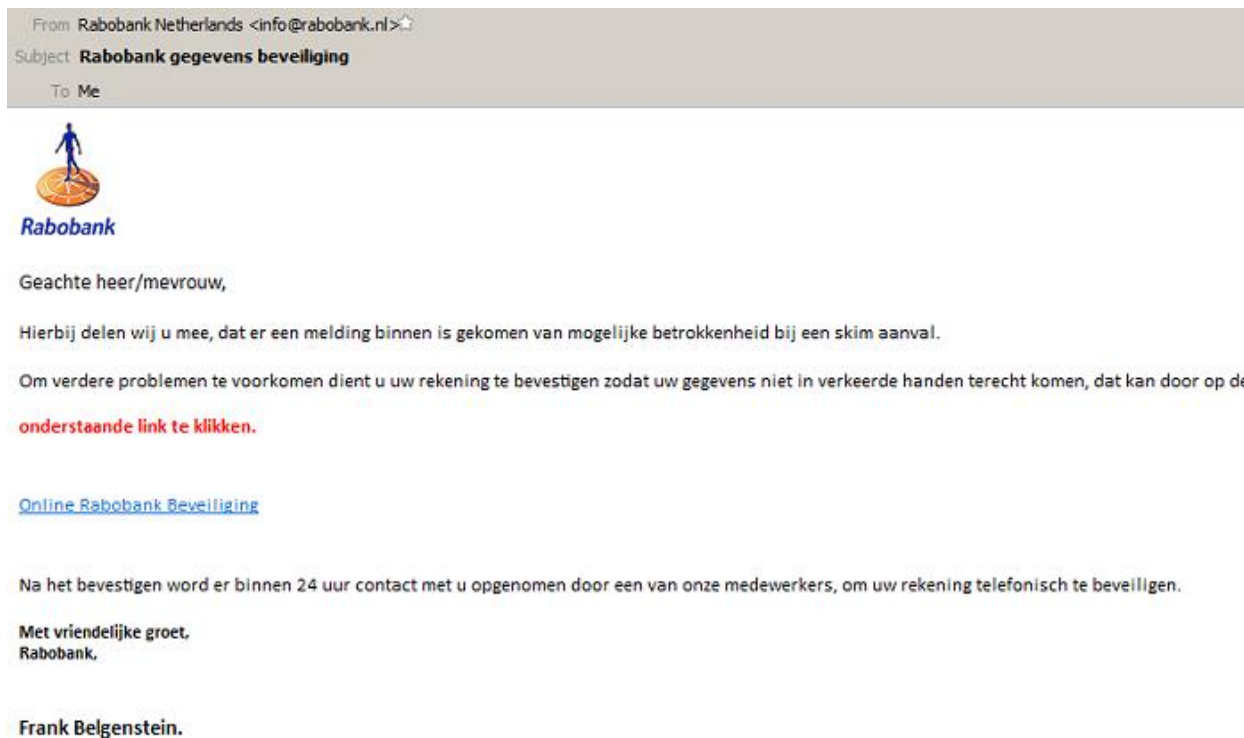 From Rabobank Netherlands <info@rabobank.nl>
Subject Rabobank gegevens beveiliging
To Me
Rabobank
Geachte heer/mevrouw,
Hierbij delen wij u mee, dat er een melding binnen is gekomen van mogelijke betrokkenheid bij een skim aanval.
Om verdere problemen te voorkomen dient u uw rekening te bevestigen zodat uw gegevens niet in verkeerde handen terecht komen, dat kan door op de
onderstaande link te klikken.
Online Rabobank Beveiliging
Na het bevestigen word er binnen 24 uur contact met u opgenomen door een van onze medewerkers, om uw rekening telefonisch te beveiligen.
Met vriendelijke groet,
Rabobank,
Frank Belgenstein.